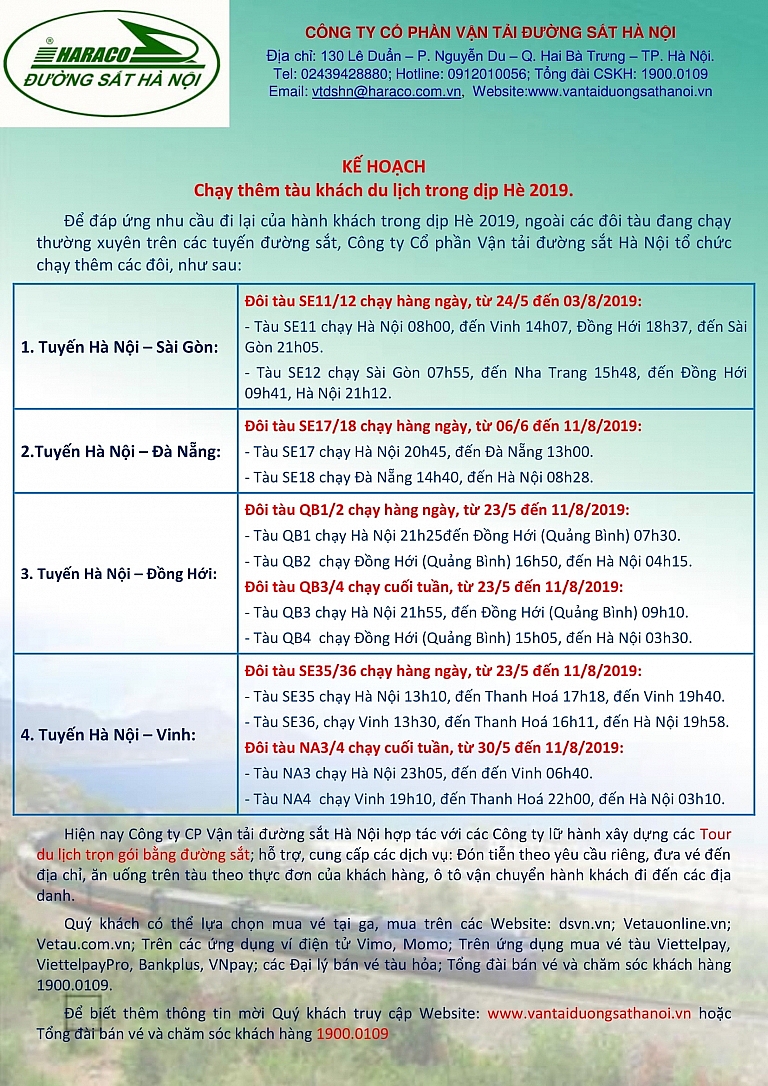 ® HARACO
ĐƯỜNG SẮT HÀ NỘI
CÔNG TY CỔ PHẦN VẬN TẢI ĐƯỜNG SẮT HÀ NỘI
Địa chỉ: 130 Lê Duẩn – P. Nguyễn Du – Q. Hai Bà Trưng – TP. Hà Nội.
Tel: 02439428880; Hotline: 0912010056; Tổng đài CSKH: 1900.0109
Email: vtdshn@haraco.com.vn, Website:www.vantaiduongsathanoi.vn
KẾ HOẠCH
Chạy thêm tàu khách du lịch trong dịp Hè 2019.
Để đáp ứng nhu cầu đi lại của hành khách trong dịp Hè 2019, ngoài các đôi tàu đang chạy
thường xuyên trên các tuyến đường sắt, Công ty Cổ phần Vận tải đường sắt Hà Nội tổ chức
chạy thêm các đôi, như sau:
1. Tuyến Hà Nội – Sài Gòn:
Đôi tàu SE11/12 chạy hàng ngày, từ 24/5 đến 03/8/2019:
- Tàu SE11 chạy Hà Nội 08h00, đến Vinh 14h07, Đồng Hới 18h37, đến Sài
Gòn 21h05.
- Tàu SE12 chạy Sài Gòn 07h55, đến Nha Trang 15h48, đến Đồng Hới
09h41, Hà Nội 21h12.
2.Tuyến Hà Nội – Đà Nẵng:
Đôi tàu SE17/18 chạy hàng ngày, từ 06/6 đến 11/8/2019:
- Tàu SE17 chạy Hà Nội 20h45, đến Đà Nẵng 13h00.
- Tàu SE18 chạy Đà Nẵng 14h40, đến Hà Nội 08h28.
3. Tuyến Hà Nội – Đồng Hới:
Đôi tàu QB1/2 chạy hàng ngày, từ 23/5 đến 11/8/2019:
- Tàu QB1 chạy Hà Nội 21h25đến Đồng Hới (Quảng Bình) 07h30.
- Tàu QB2 chạy Đồng Hới (Quảng Bình) 16h50, đến Hà Nội 04h15.
Đôi tàu QB3/4 chạy cuối tuần, từ 23/5 đến 11/8/2019:
- Tàu QB3 chạy Hà Nội 21h55, đến Đồng Hới (Quảng Bình) 09h10.
- Tàu QB4 chạy Đồng Hới (Quảng Bình) 15h05, đến Hà Nội 03h30.
4. Tuyến Hà Nội – Vinh:
Đôi tàu SE35/36 chạy hàng ngày, từ 23/5 đến 11/8/2019:
- Tàu SE35 chạy Hà Nội 13h10, đến Thanh Hoá 17h18, đến Vinh 19h40.
- Tàu SE36, chạy Vinh 13h30, đến Thanh Hoá 16h11, đến Hà Nội 19h58.
Đôi tàu NA3/4 chạy cuối tuần, từ 30/5 đến 11/8/2019:
- Tàu NA3 chạy Hà Nội 23h05, đến đến Vinh 06h40.
- Tàu NA4 chạy Vinh 19h10, đến Thanh Hoá 22h00, đến Hà Nội 03h10.
Hiện nay Công ty CP Vận tải đường sắt Hà Nội hợp tác với các Công ty lữ hành xây dựng các Tour
du lịch trọn gói bằng đường sắt; hỗ trợ, cung cấp các dịch vụ: Đón tiễn theo yêu cầu riêng, đưa vé đến
địa chỉ, ăn uống trên tàu theo thực đơn của khách hàng, ô tô vận chuyển hành khách đi đến các địa
danh.
Quý khách có thể lựa chọn mua vé tại ga, mua trên các Website: dsvn.vn; Vetauonline.vn;
Vetau.com.vn; Trên các ứng dụng ví điện tử Vimo, Momo; Trên ứng dụng mua vé tàu Viettelpay,
ViettelpayPro, Bankplus, VNpay; các Đại lý bán vé tàu hỏa; Tổng đài bán vé và chăm sóc khách hàng
1900.0109.
Để biết thêm thông tin mời Quý khách truy cập Website: www.vantaiduongsathanoi.vn hoặc
Tổng đài bán vé và chăm sóc khách hàng 1900.0109